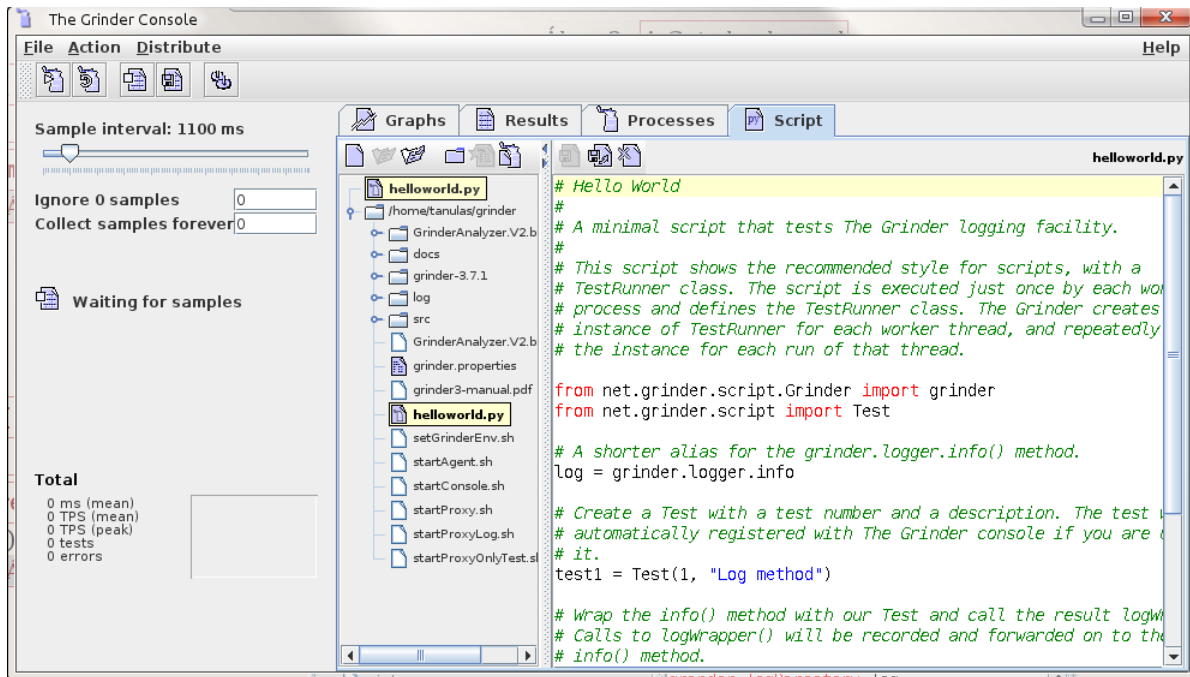 The Grinder Console
File Action Distribute Help
Sample interval: 1100 ms
Ignore 0 samples 0
Collect samples forever 0
Waiting for samples
Total
0 ms (mean)
0 TPS (mean)
0 TPS (peak)
0 tests
0 errors
Graphs Results Processes Script
helloworld.py
/home/tanulas/grinder
GrinderAnalyzer.V2.b
docs
grinder-3.7.1
log
src
GrinderAnalyzer.V2.b
grinder.properties
grinder3-manual.pdf
helloworld.py
setGrinderEnv.sh
startAgent.sh
startConsole.sh
startProxy.sh
startProxyLog.sh
startProxyOnlyTest.sl
helloworld.py
# Hello World
#
# A minimal script that tests The Grinder logging facility.
#
# This script shows the recommended style for scripts, with a
# TestRunner class. The script is executed just once by each wo
# process and defines the TestRunner class. The Grinder creates
# instance of TestRunner for each worker thread, and repeatedly
# the instance for each run of that thread.
from net.grinder.script.Grinder import grinder
from net.grinder.script import Test
# A shorter alias for the grinder.logger.info() method.
log = grinder.logger.info
# Create a Test with a test number and a description. The test
# automatically registered with The Grinder console if you are
# it.
test1 = Test(1, "Log method")
# Wrap the info() method with our Test and call the result logW
# Calls to logWrapper() will be recorded and forwarded on to the
# info() method.